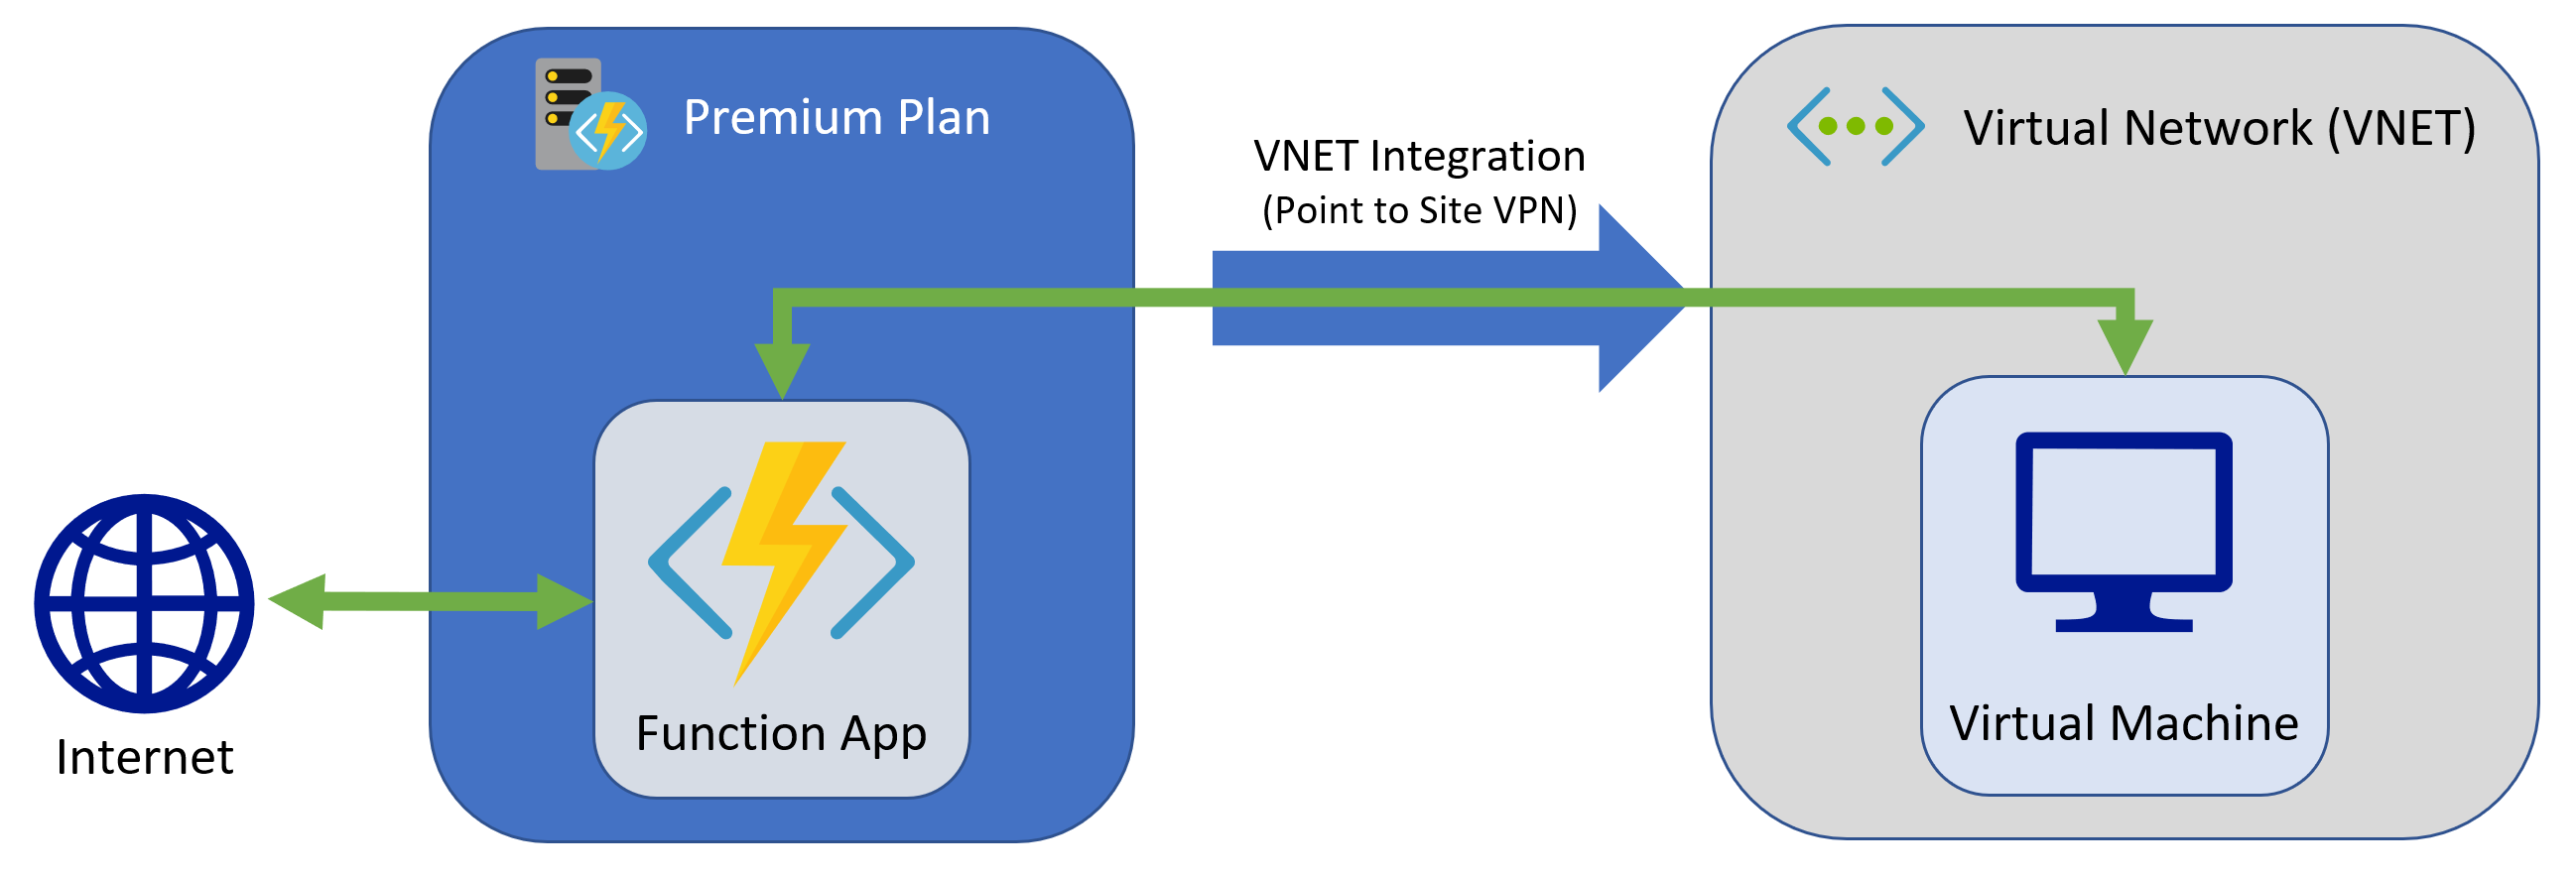 Premium Plan
VNET Integration
(Point to Site VPN)
Virtual Network (VNET)
Internet
Function App
Virtual Machine